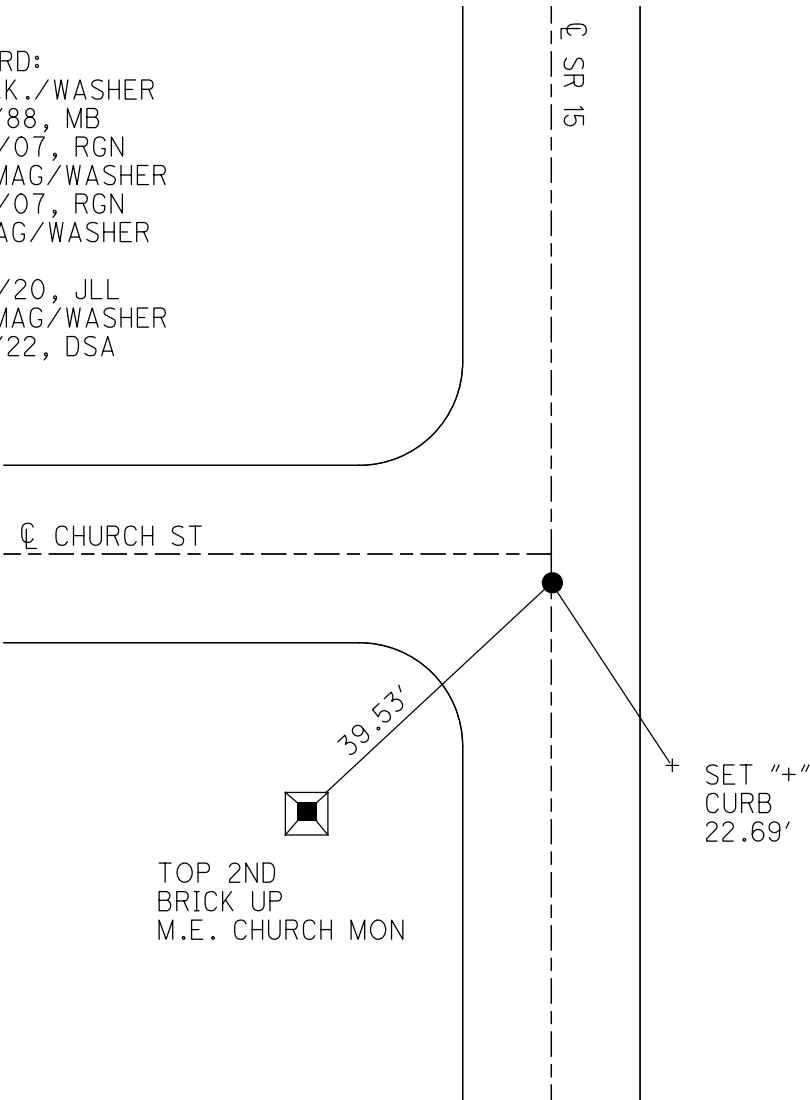 RD:
K./WASHER
/88, MB
/07, RGN
MAG/WASHER
/07, RGN
AG/WASHER
/20, JLL
MAG/WASHER
/22, DSA
℄ SR 15
℄ CHURCH ST
39.53'
SET "+"
CURB
22.69'
TOP 2ND
BRICK UP
M.E. CHURCH MON